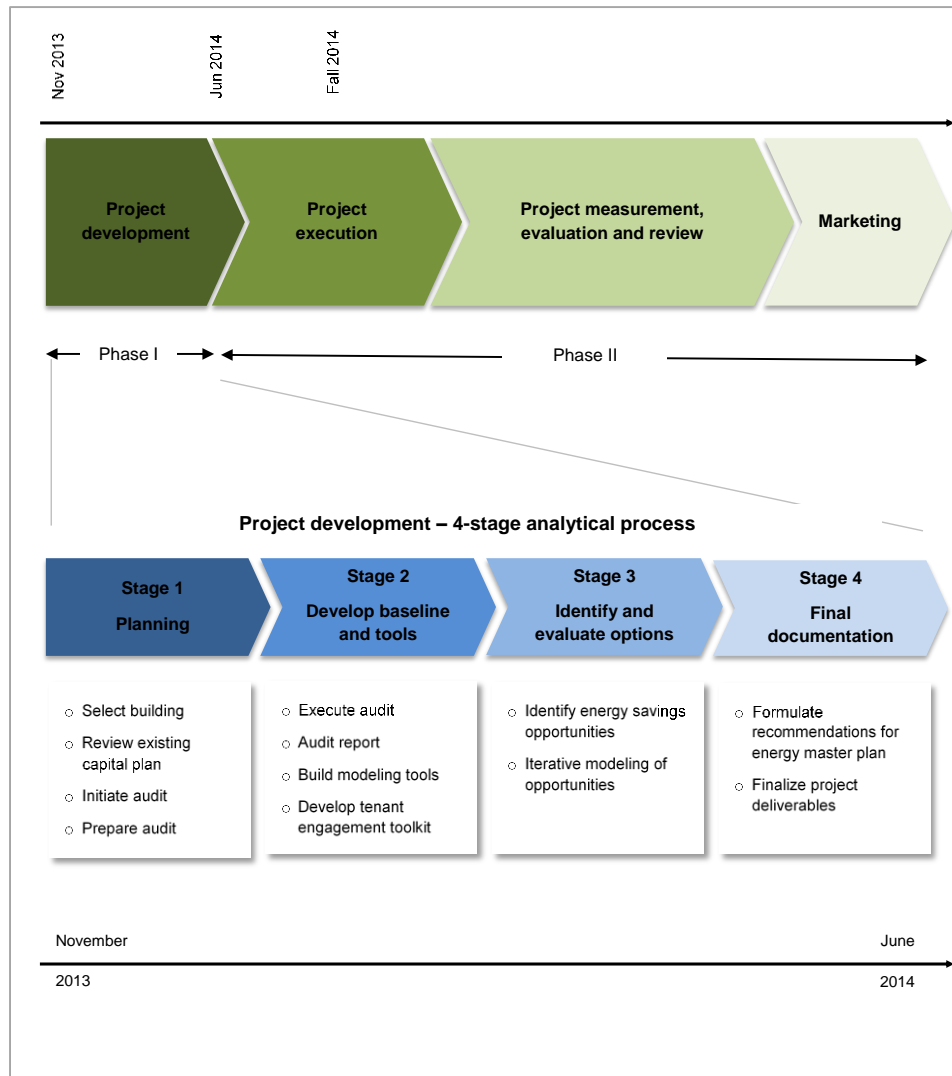 Nov 2013
Jun 2014
Fall 2014
Project
development
Project
execution
Project measurement,
evaluation and review
Marketing
Phase I
Phase II
Project development – 4-stage analytical process
Stage 1
Planning
Stage 2
Develop baseline
and tools
Stage 3
Identify and
evaluate options
Stage 4
Final
documentation
○ Select building
○ Review existing
capital plan
○ Initiate audit
○ Prepare audit
○ Execute audit
○ Audit report
○ Build modeling tools
○ Develop tenant
engagement toolkit
○ Identify energy savings
opportunities
○ Iterative modeling of
opportunities
○ Formulate
recommendations for
energy master plan
○ Finalize project
deliverables
November
2013
June
2014